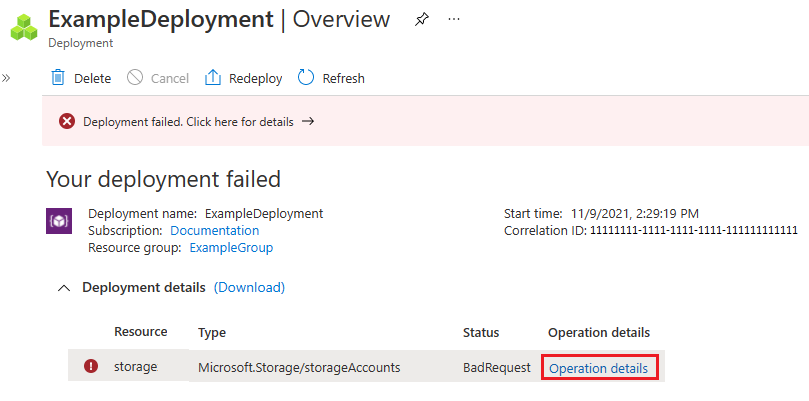 ExampleDeployment | Overview
Deployment
Delete Cancel Redeploy Refresh
Deployment failed. Click here for details →
Your deployment failed
Deployment name: ExampleDeployment
Subscription: Documentation
Resource group: ExampleGroup
Start time: 11/9/2021, 2:29:19 PM
Correlation ID: 11111111-1111-1111-1111-111111111111
Deployment details (Download)
Resource Type Status Operation details
storage Microsoft.Storage/storageAccounts BadRequest Operation details